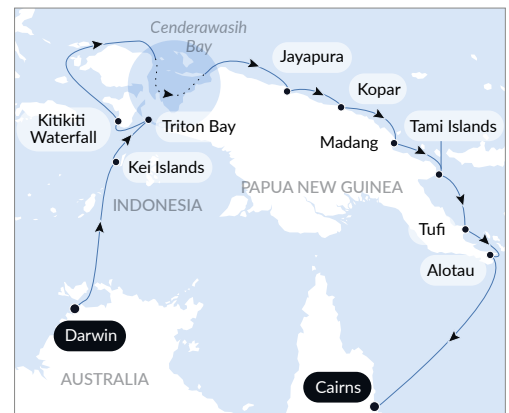 Cenderawasih
Bay
Jayapura
Kopar
Kitikiti
Waterfall
Triton Bay
Madang
Tami Islands
Kei Islands
PAPUA NEW GUINEA
INDONESIA
Tufi
Alotau
Darwin
AUSTRALIA
Cairns